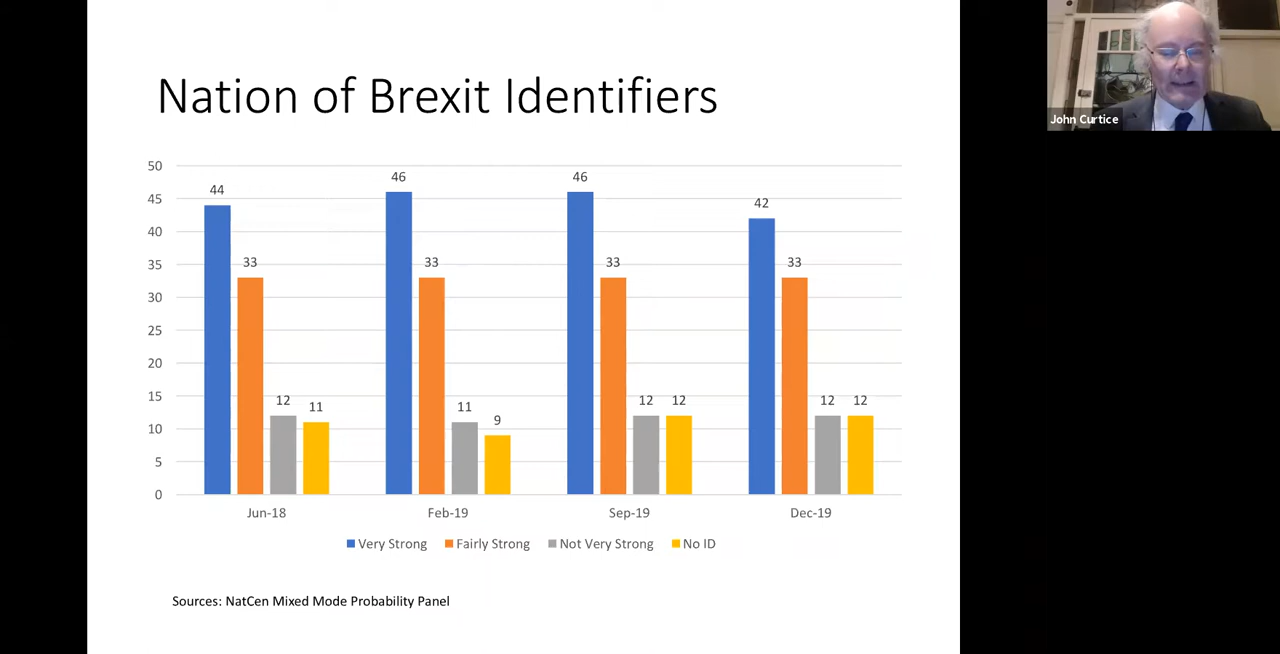 Nation of Brexit Identifiers
John Curtice
50
45
40
35
30
25
20
15
10
5
0
44
33
12
11
46
33
11
9
46
33
12
12
42
33
12
12
Jun-18
Feb-19
Sep-19
Dec-19
Very Strong
Fairly Strong
Not Very Strong
No ID
Sources: NatCen Mixed Mode Probability Panel